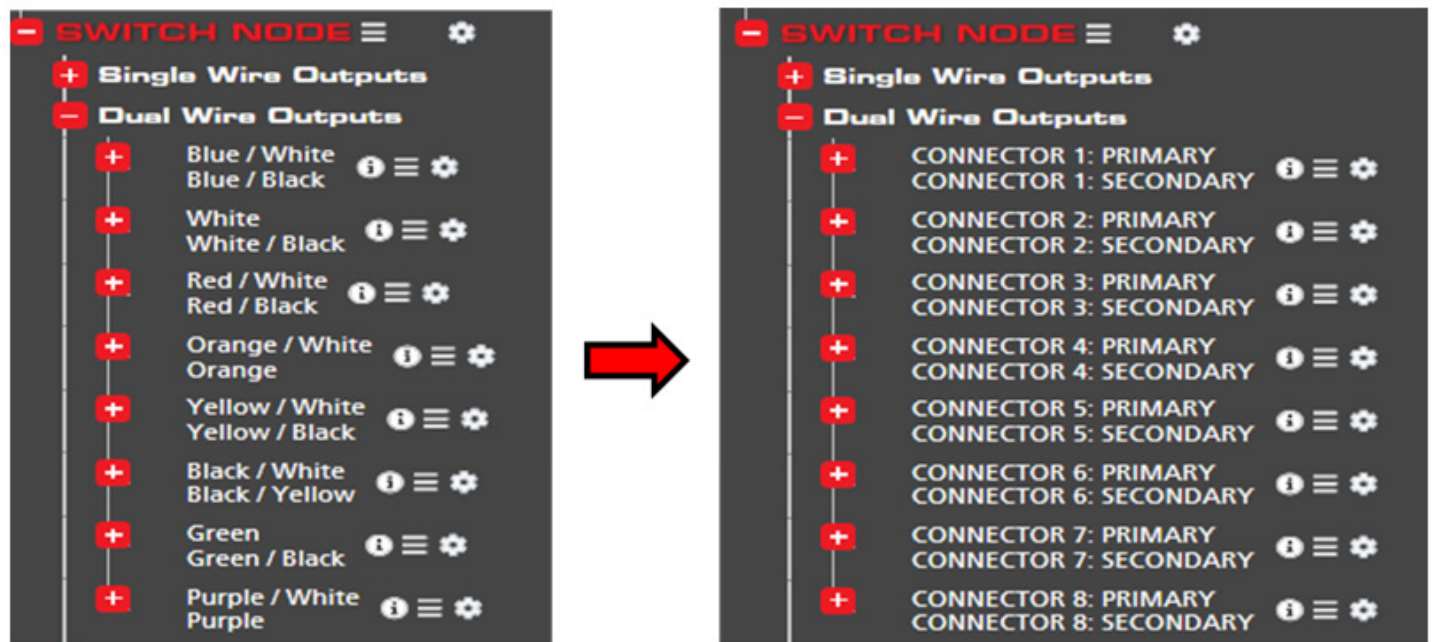 SWITCH NODE
Single Wire Outputs
Dual Wire Outputs
Blue / White
Blue / Black
White
White / Black
Red / White
Red / Black
Orange / White
Orange
Yellow / White
Yellow / Black
Black / White
Black / Yellow
Green
Green / Black
Purple / White
Purple
SWITCH NODE
Single Wire Outputs
Dual Wire Outputs
CONNECTOR 1: PRIMARY
CONNECTOR 1: SECONDARY
CONNECTOR 2: PRIMARY
CONNECTOR 2: SECONDARY
CONNECTOR 3: PRIMARY
CONNECTOR 3: SECONDARY
CONNECTOR 4: PRIMARY
CONNECTOR 4: SECONDARY
CONNECTOR 5: PRIMARY
CONNECTOR 5: SECONDARY
CONNECTOR 6: PRIMARY
CONNECTOR 6: SECONDARY
CONNECTOR 7: PRIMARY
CONNECTOR 7: SECONDARY
CONNECTOR 8: PRIMARY
CONNECTOR 8: SECONDARY